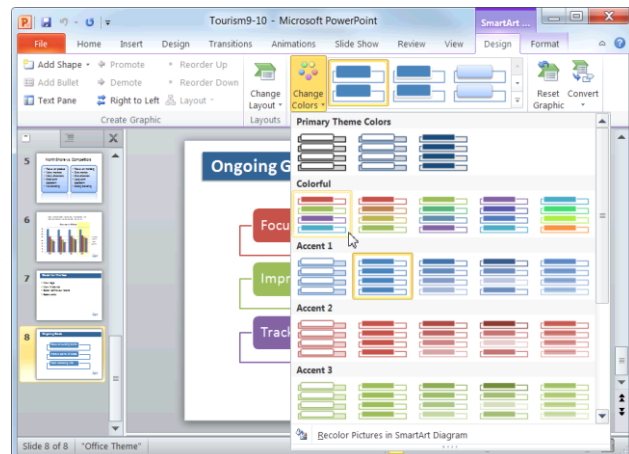 Tourism9-10 - Microsoft PowerPoint
SmartArt ...
File Home Insert Design Transitions Animations Slide Show Review View Design Format
Add Shape Promote Reorder Up
Add Bullet Demote Reorder Down
Text Pane Right to Left Layout
Create Graphic
Change Layout
Layouts
Change Colors
Reset Graphic
Convert
Primary Theme Colors
Colorful
Accent 1
Accent 2
Accent 3
Recolor Pictures in SmartArt Diagram
5
6
7
8
Ongoing G
Focu
Impr
Track
Slide 8 of 8 "Office Theme"